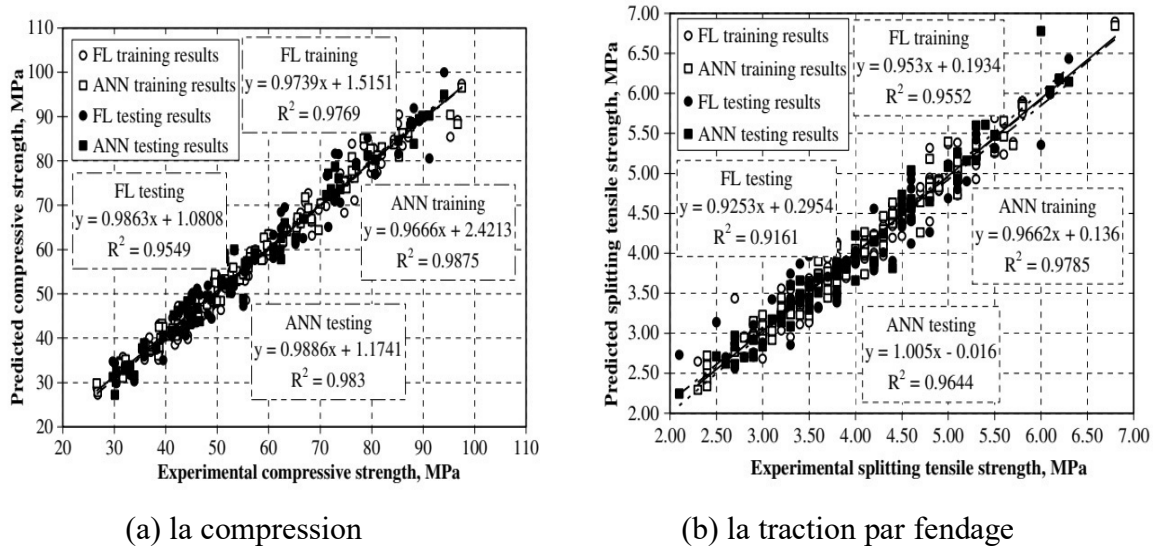 110
100
90
80
70
60
50
40
30
20
Predicted compressive strength, MPa
FL training results
ANN training results
FL testing results
ANN testing results
FL training
y = 0.9739x + 1.5151
R² = 0.9769
FL testing
y = 0.9863x + 1.0808
R² = 0.9549
ANN training
y = 0.9666x + 2.4213
R² = 0.9875
ANN testing
y = 0.9886x + 1.1741
R² = 0.983
20 30 40 50 60 70 80 90 100 110
Experimental compressive strength, MPa
(a) la compression
7.00
6.50
6.00
5.50
5.00
4.50
4.00
3.50
3.00
2.50
2.00
Predicted splitting tensile strength, MPa
FL training results
ANN training results
FL testing results
ANN testing results
FL training
y = 0.953x + 0.1934
R² = 0.9552
FL testing
y = 0.9253x + 0.2954
R² = 0.9161
ANN training
y = 0.9662x + 0.136
R² = 0.9785
ANN testing
y = 1.005x - 0.016
R² = 0.9644
2.00 2.50 3.00 3.50 4.00 4.50 5.00 5.50 6.00 6.50 7.00
Experimental splitting tensile strength, MPa
(b) la traction par fendage